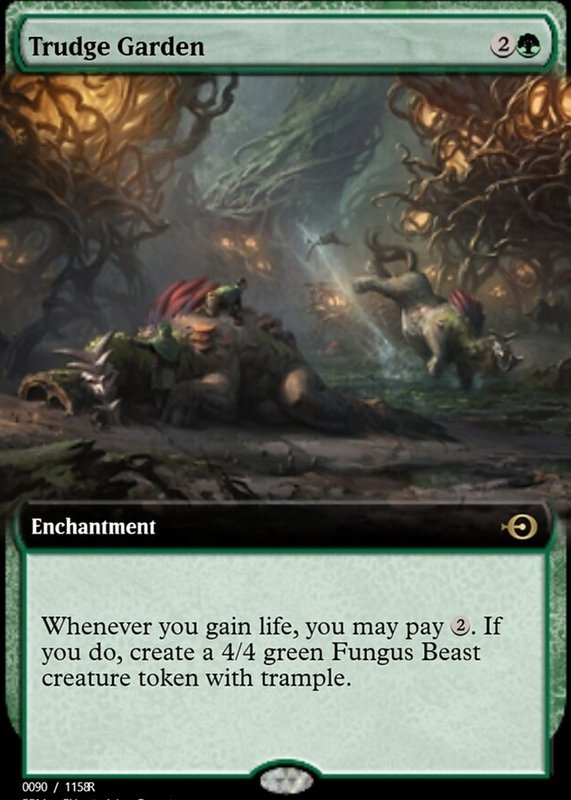 Trudge Garden 2
Enchantment
Whenever you gain life, you may pay 2. If
you do, create a 4/4 green Fungus Beast
creature token with trample.
0090 / 1158R